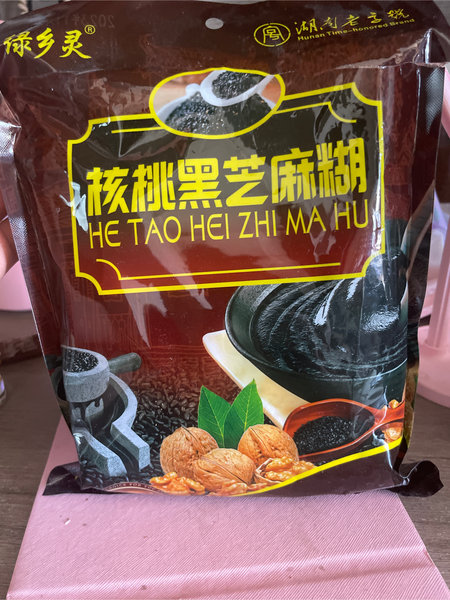 绿乡灵®
湖南老字號
Hunan Time-honored Brand
核桃黑芝麻糊
HE TAO HEI ZHI MA HU